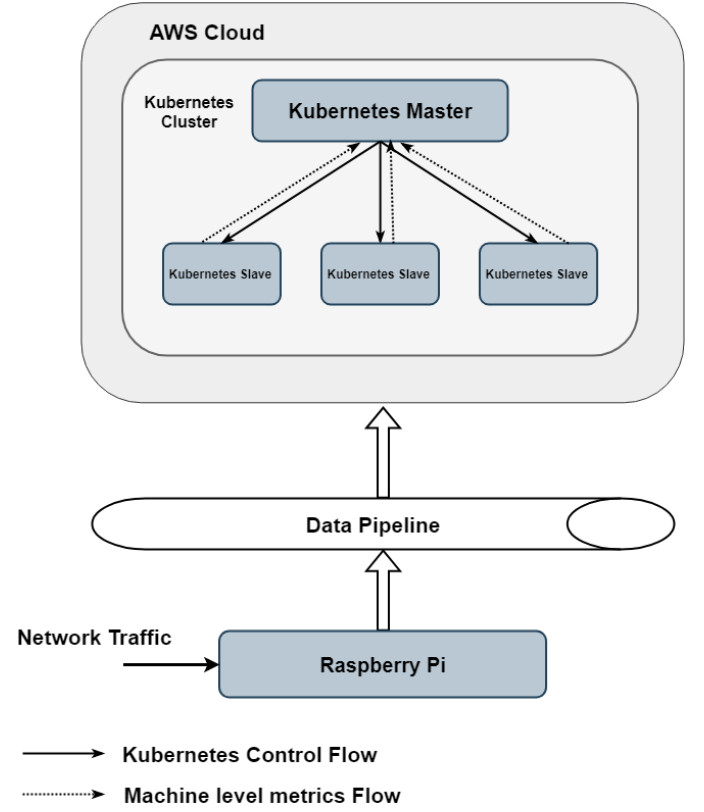 AWS Cloud
Kubernetes
Cluster
Kubernetes Master
Kubernetes Slave
Kubernetes Slave
Kubernetes Slave
Data Pipeline
Network Traffic
Raspberry Pi
Kubernetes Control Flow
Machine level metrics Flow